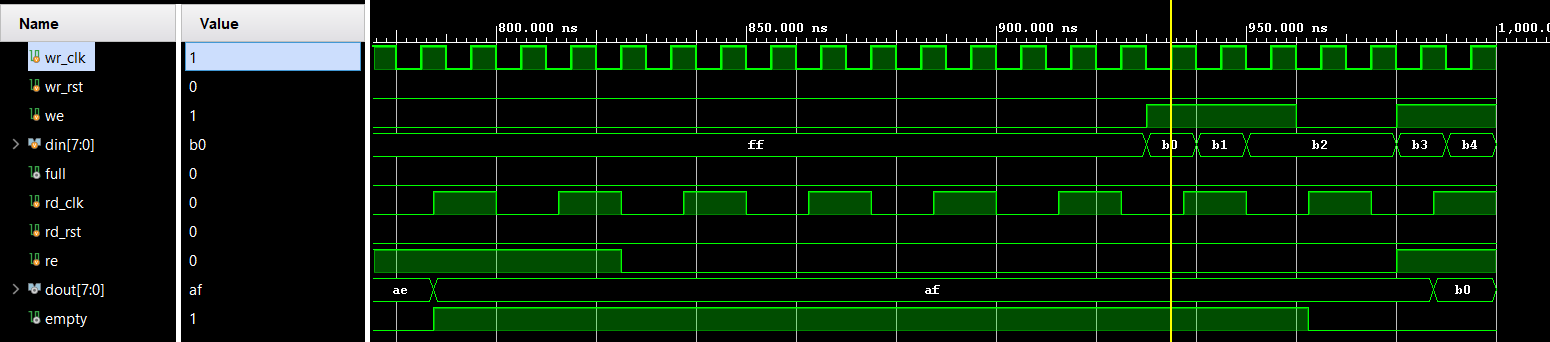 Name Value
800.000 ns 850.000 ns 900.000 ns 950.000 ns 1,000.0
wr_clk 1
wr_rst 0
we 1
din[7:0] b0 ff b0 b1 b2 b3 b4
full 0
rd_clk 0
rd_rst 0
re 0
dout[7:0] af ae af b0
empty 1